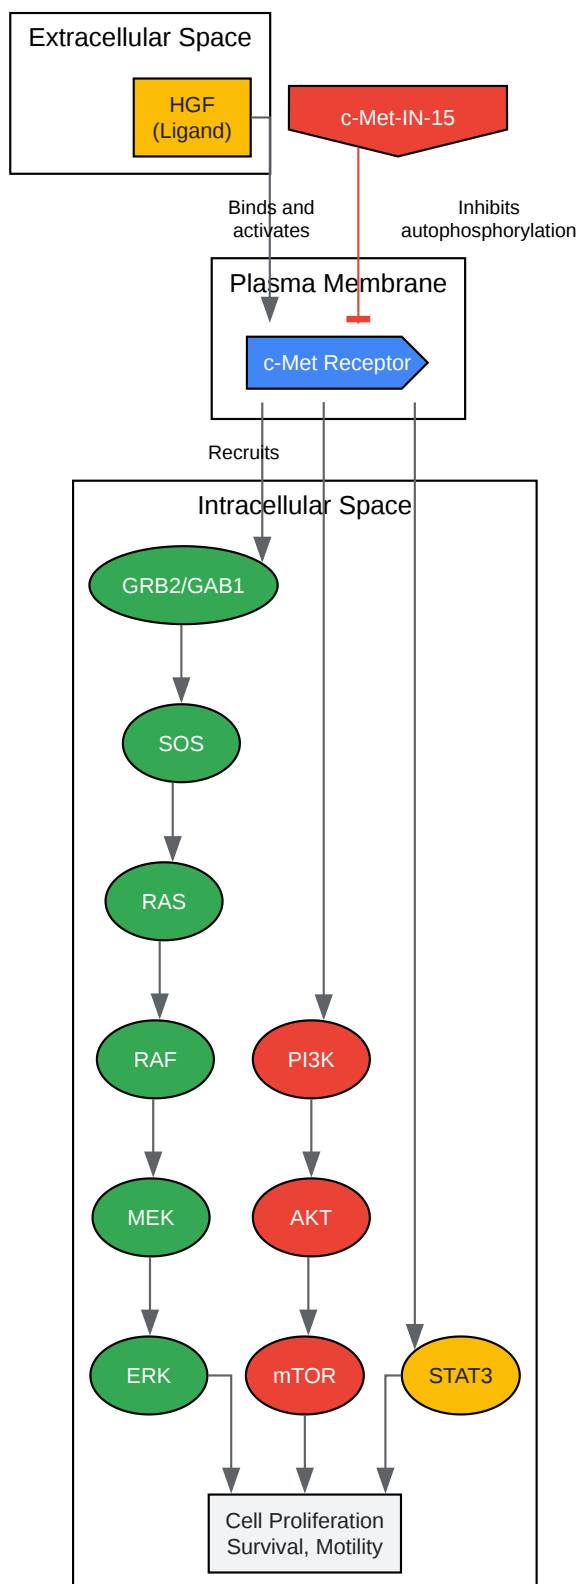 Extracellular Space
HGF
(Ligand)
c-Met-IN-15
Binds and
activates
Inhibits
autophosphorylation
Plasma Membrane
c-Met Receptor
Recruits
Intracellular Space
GRB2/GAB1
SOS
RAS
RAF
PI3K
MEK
AKT
ERK
mTOR
STAT3
Cell Proliferation
Survival, Motility